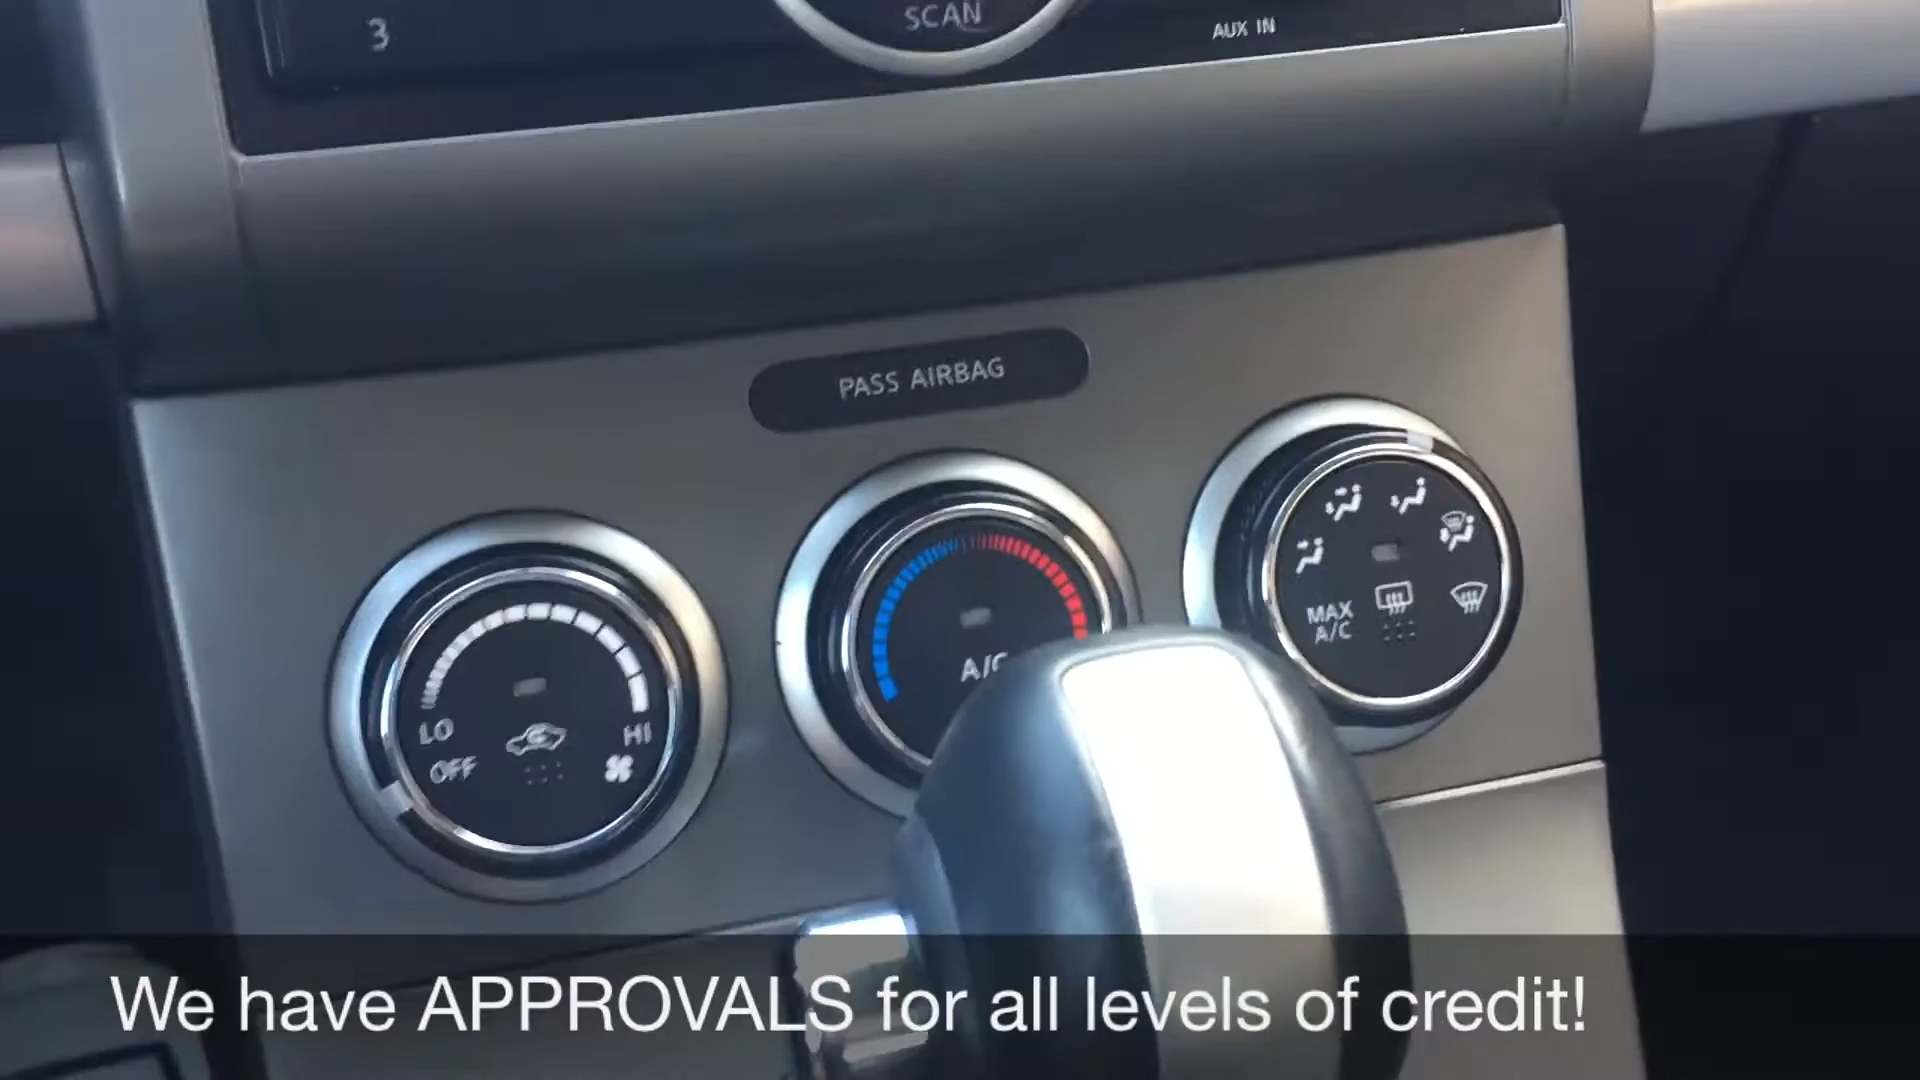 3
SCAN
AUX IN
PASS AIRBAG
LO
HI
OFF
A/C
MAX
A/C
We have APPROVALS for all levels of credit!